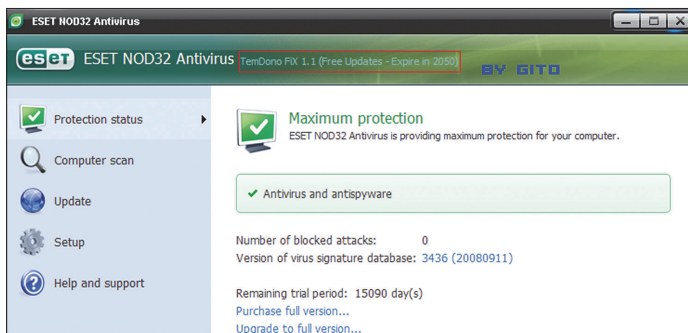 ESET NOD32 Antivirus
eset ESET NOD32 Antivirus TemDono FiX 1.1 (Free Updates - Expire in 2050) BY GITO
Protection status
Computer scan
Update
Setup
Help and support
Maximum protection
ESET NOD32 Antivirus is providing maximum protection for your computer.
Antivirus and antispyware
Number of blocked attacks: 0
Version of virus signature database: 3436 (20080911)
Remaining trial period: 15090 day(s)
Purchase full version...
Upgrade to full version...